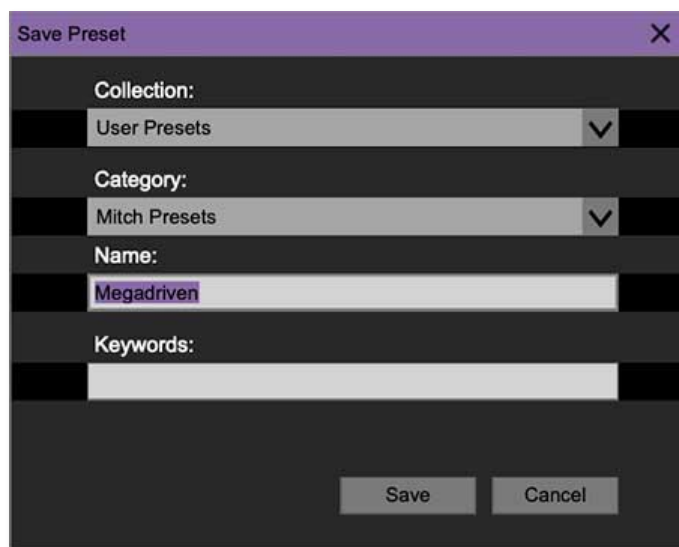 Save Preset
Collection:
User Presets
Category:
Mitch Presets
Name:
Megadriven
Keywords:
Save Cancel